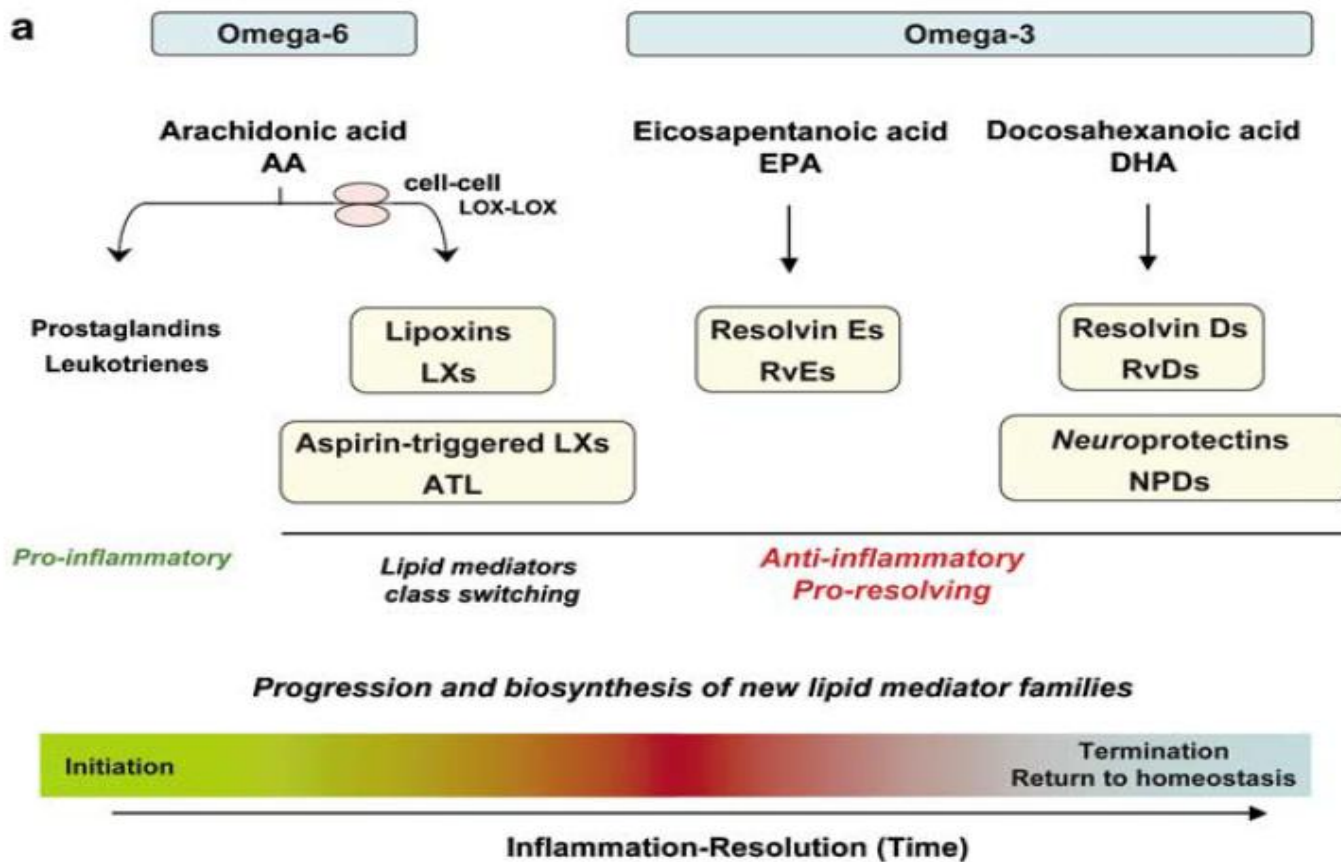 a
Omega-6
Omega-3
Arachidonic acid
AA
cell-cell
LOX-LOX
Eicosapentanoic acid
EPA
Docosahexanoic acid
DHA
Prostaglandins
Leukotrienes
Lipoxins
LXs
Resolvin Es
RvEs
Resolvin Ds
RvDs
Aspirin-triggered LXs
ATL
Neuroprotectins
NPDs
Pro-inflammatory
Lipid mediators
class switching
Anti-inflammatory
Pro-resolving
Progression and biosynthesis of new lipid mediator families
Initiation
Termination
Return to homeostasis
Inflammation-Resolution (Time)